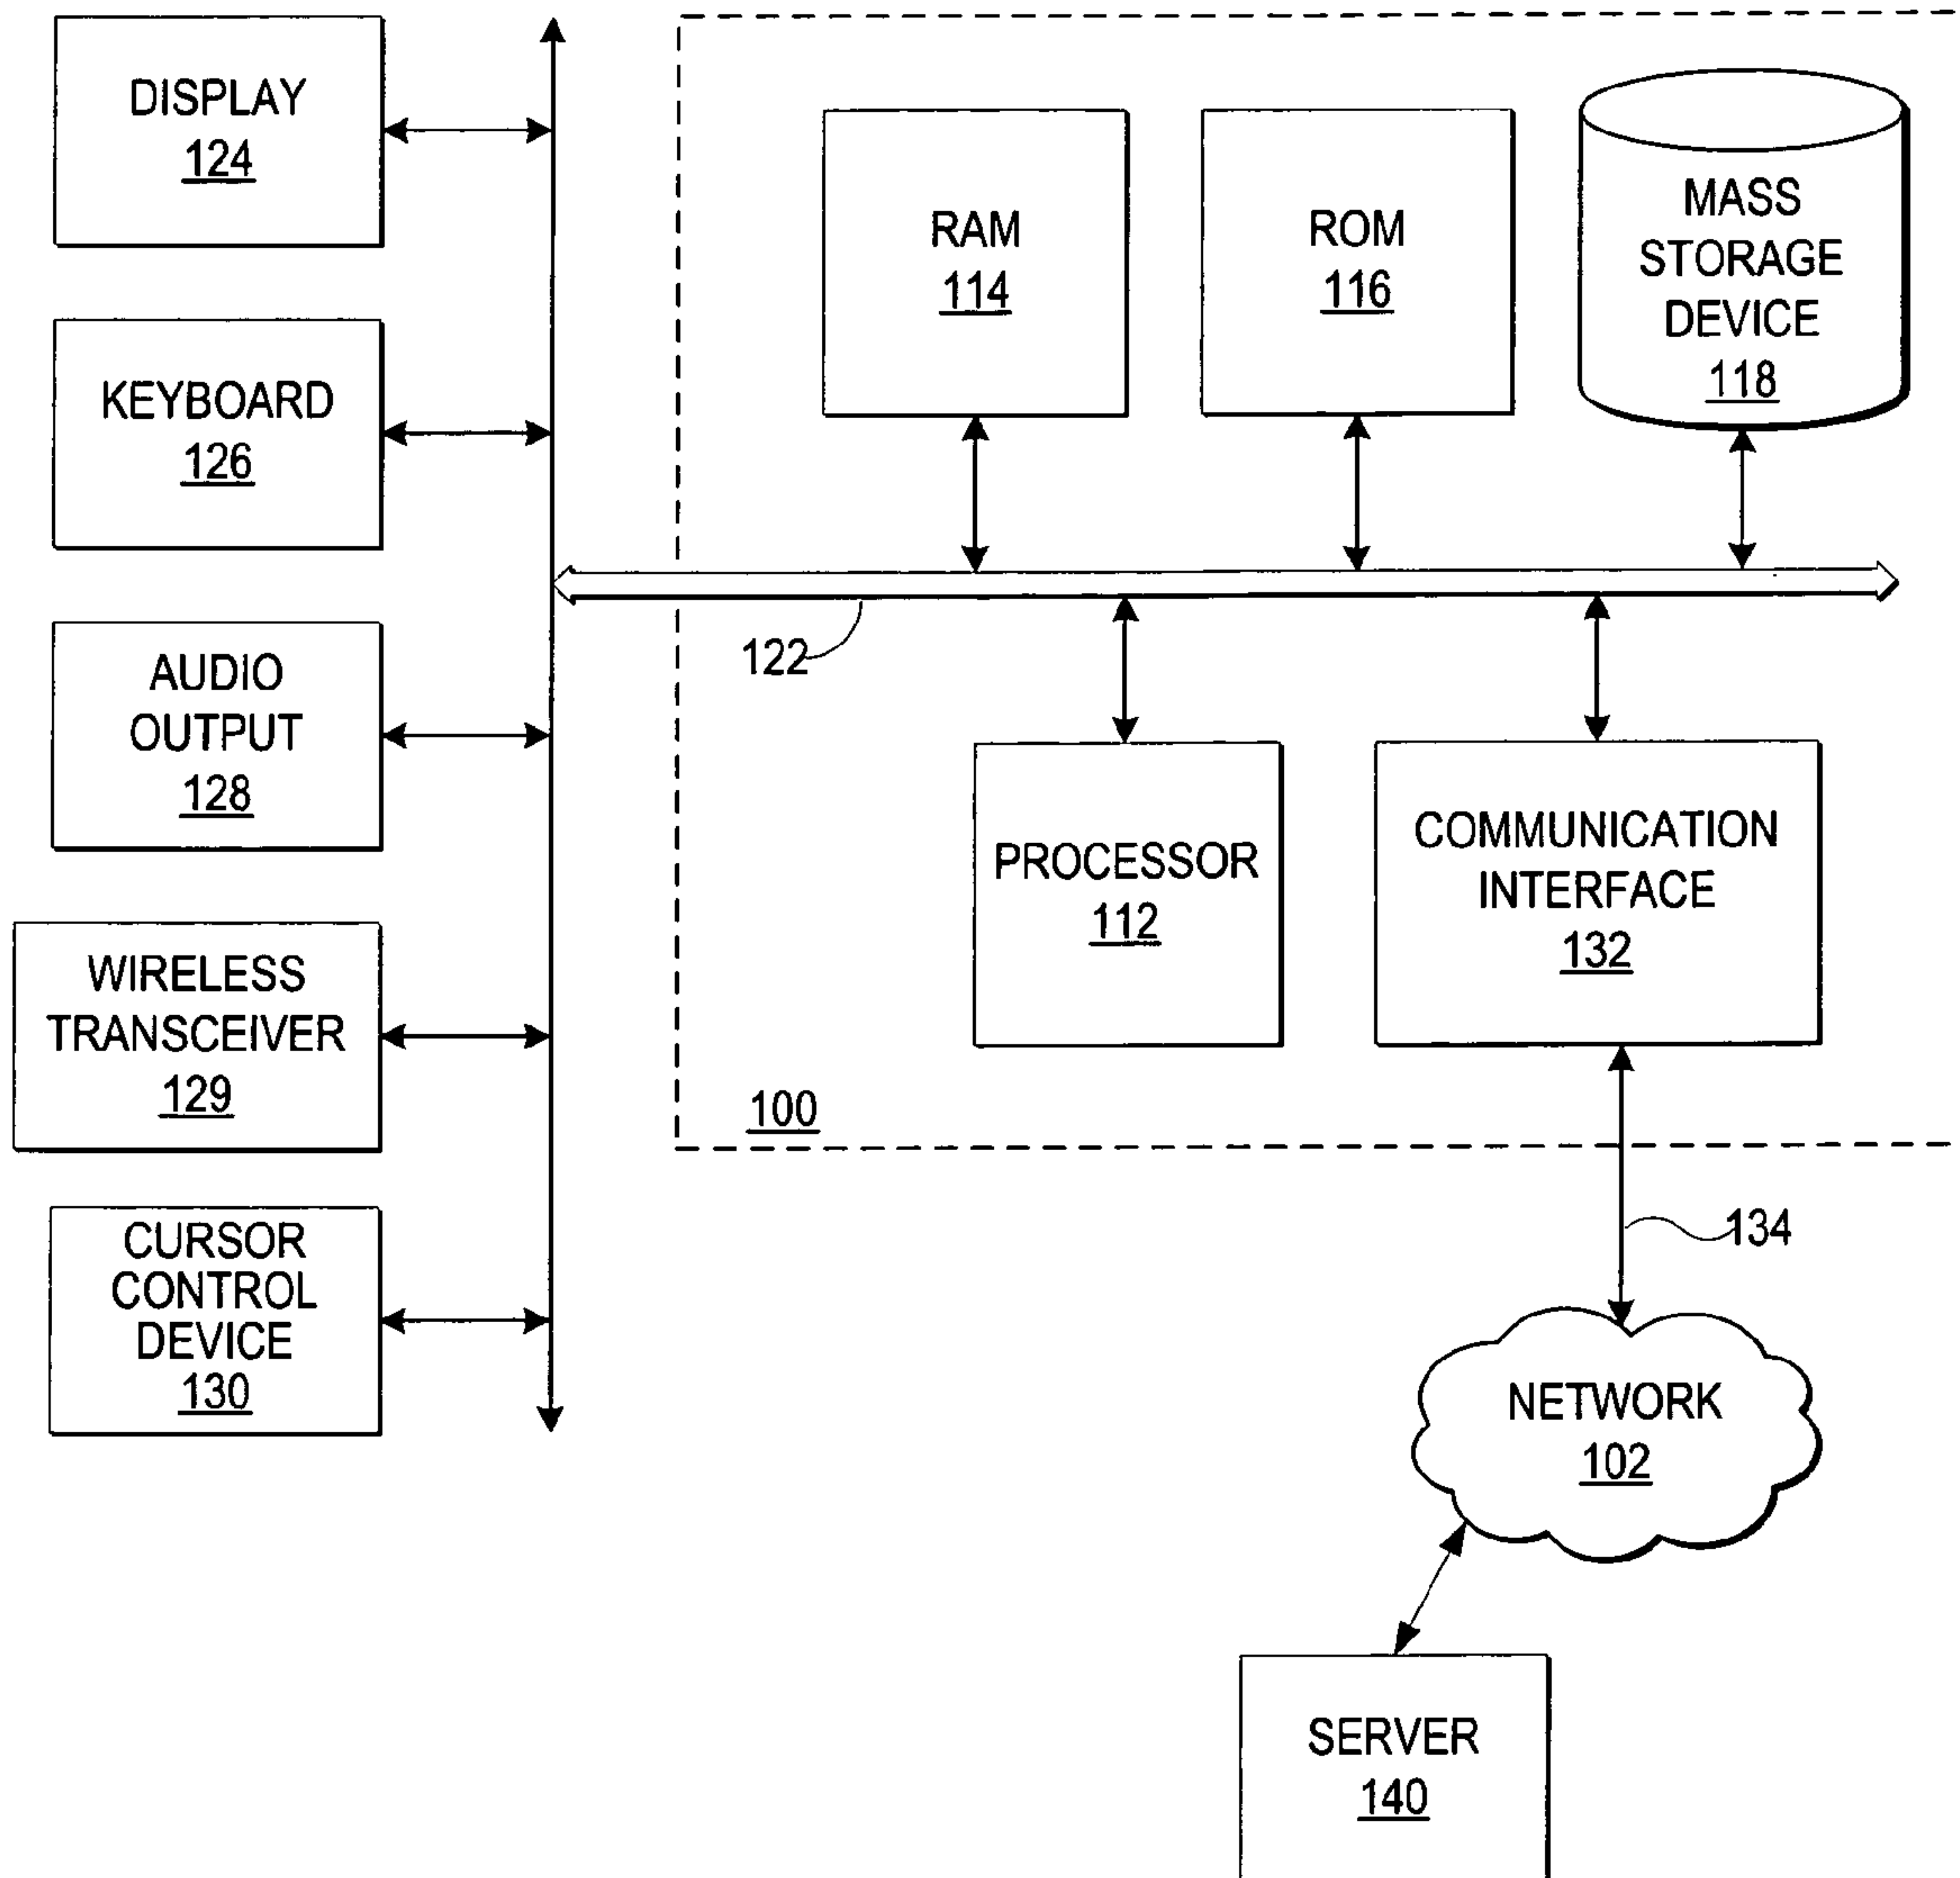 DISPLAY
124
KEYBOARD
126
AUDIO
OUTPUT
128
WIRELESS
TRANSCEIVER
129
CURSOR
CONTROL
DEVICE
130
RAM
114
ROM
116
MASS
STORAGE
DEVICE
118
122
PROCESSOR
112
COMMUNICATION
INTERFACE
132
100
134
NETWORK
102
SERVER
140